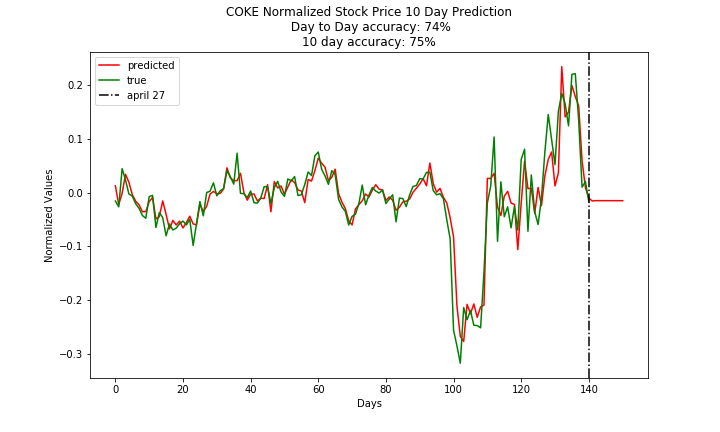 COKE Normalized Stock Price 10 Day Prediction
Day to Day accuracy: 74%
10 day accuracy: 75%
predicted
true
april 27
Normalized Values
0.2
0.1
0.0
−0.1
−0.2
−0.3
0
20
40
60
80
100
120
140
Days